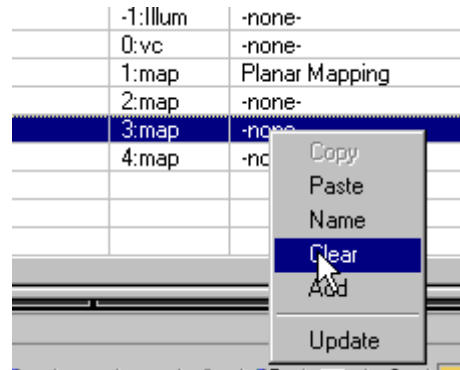 -1:Illum -none-
0:vc -none-
1:map Planar Mapping
2:map -none-
3:map -none-
4:map
Copy
Paste
Name
Clear
Add
Update